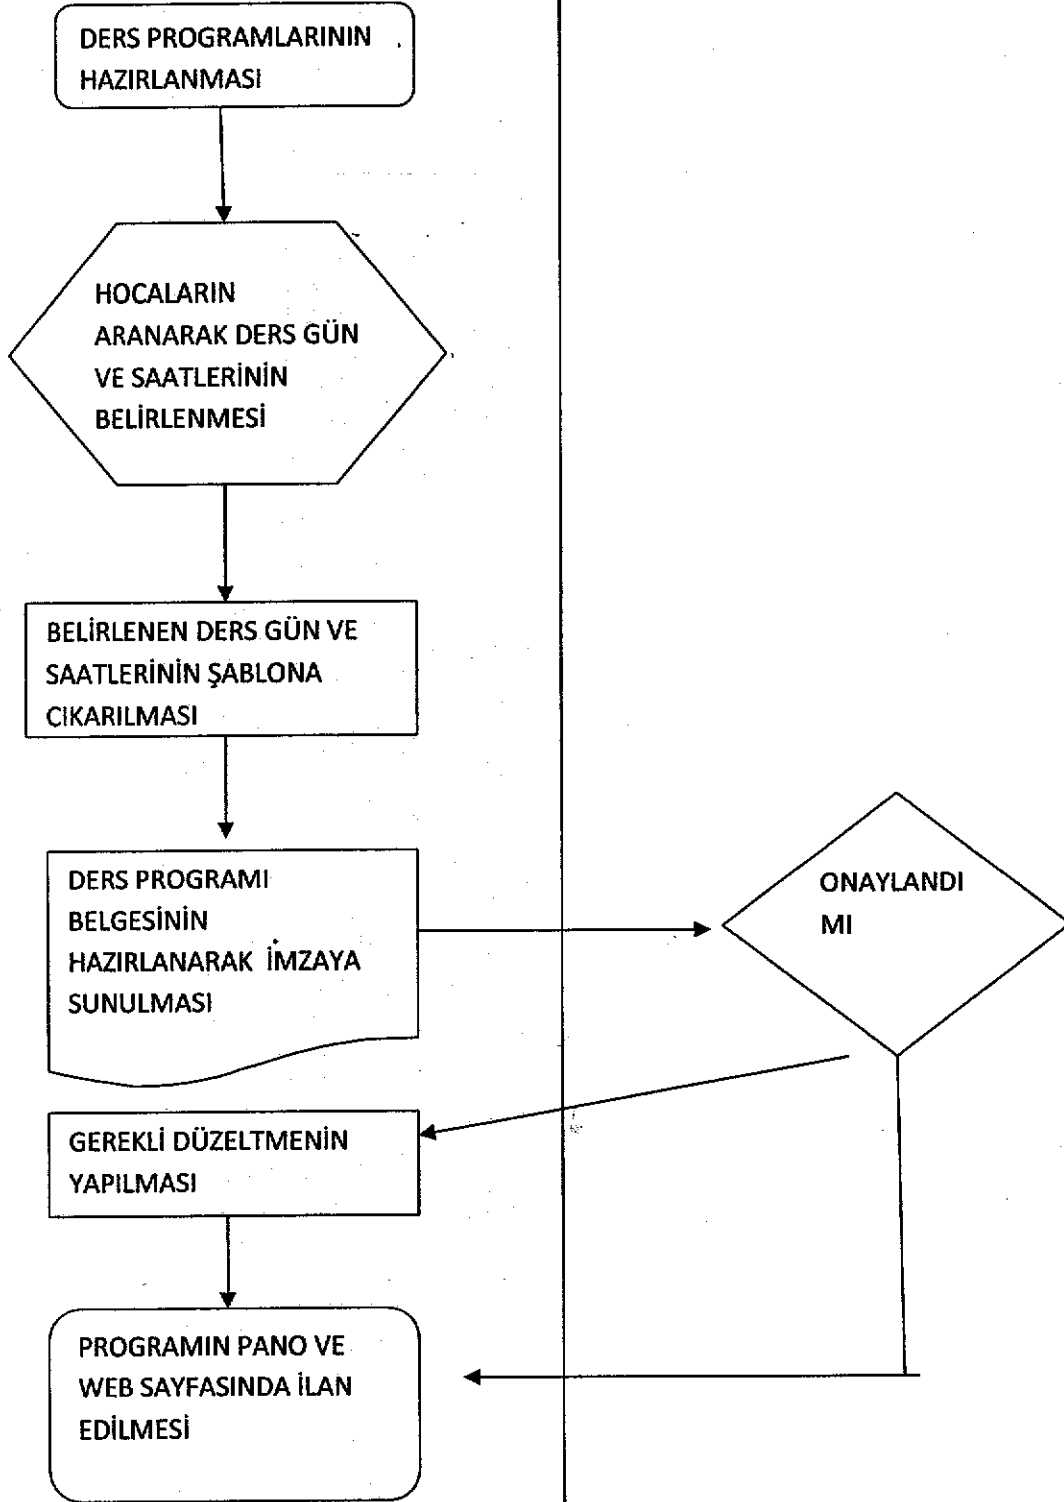 DERS PROGRAMLARININ
HAZIRLANMASI
HOCALARIN
ARANARAK DERS GÜN
VE SAATLERİNİN
BELİRLENMESİ
BELİRLENEN DERS GÜN VE
SAATLERİNİN ŞABLONA
CIKARILMASI
DERS PROGRAMI
BELGESİNİN
HAZIRLANARAK İMZAYA
SUNULMASI
ONAYLANDI
MI
GEREKLİ DÜZELTMENİN
YAPILMASI
PROGRAMIN PANO VE
WEB SAYFASINDA İLAN
EDİLMESİ